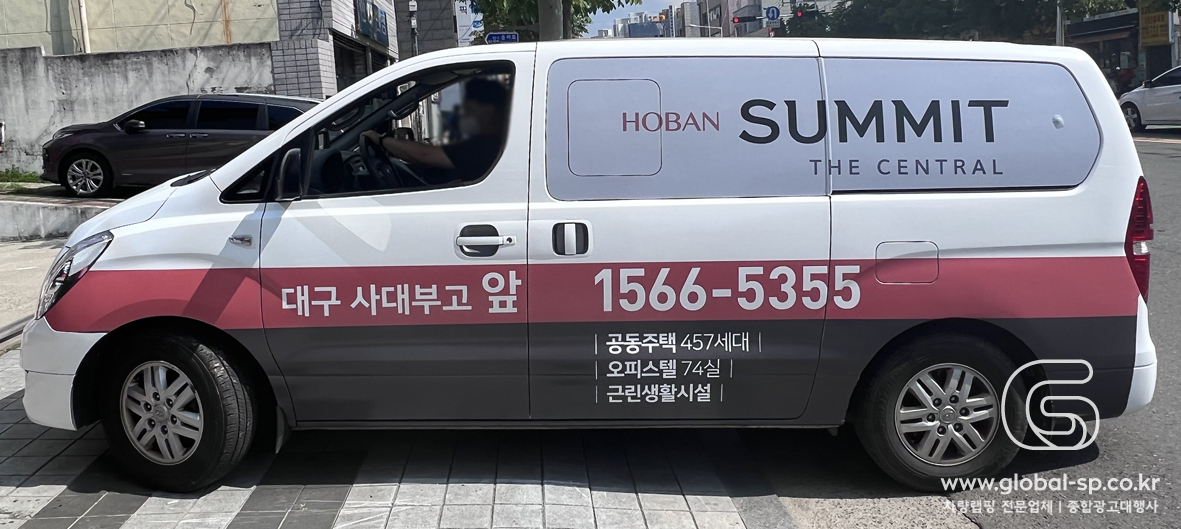 HOBAN SUMMIT
THE CENTRAL
대구 사대부고 앞 1566-5355
| 공동주택 457세대 |
| 오피스텔 74실 |
| 근린생활시설 |
www.global-sp.co.kr
차량랩핑 전문업체 | 종합광고대행사